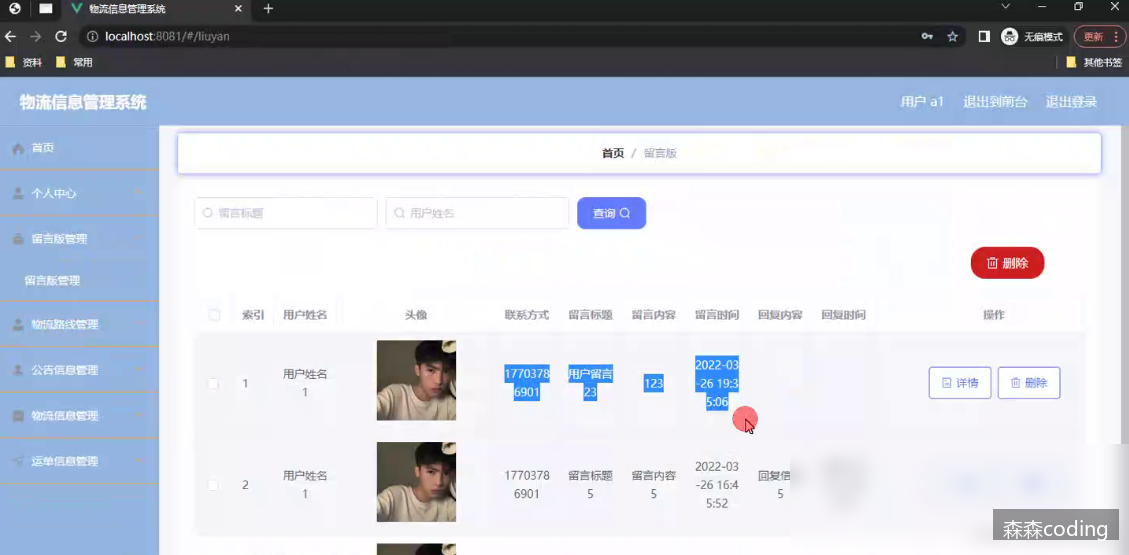 物流信息管理系统
localhost:8081/#/liuyan
无痕模式
更新
资料
常用
其他书签
物流信息管理系统
用户 a1
退出到前台
退出登录
首页
个人中心
留言版管理
留言版管理
物流路线管理
公告信息管理
物流信息管理
运单信息管理
首页 / 留言版
留言标题
用户姓名
查询
删除
索引 用户姓名 头像 联系方式 留言标题 留言内容 留言时间 回复内容 回复时间 操作
1
用户姓名
1
1770378
6901
用户留言
23
123
2022-03
-26 19:3
5:06
详情
删除
2
用户姓名
1
1770378
6901
留言标题
5
留言内容
5
2022-03
-26 16:4
5:52
回复信
5
森森coding